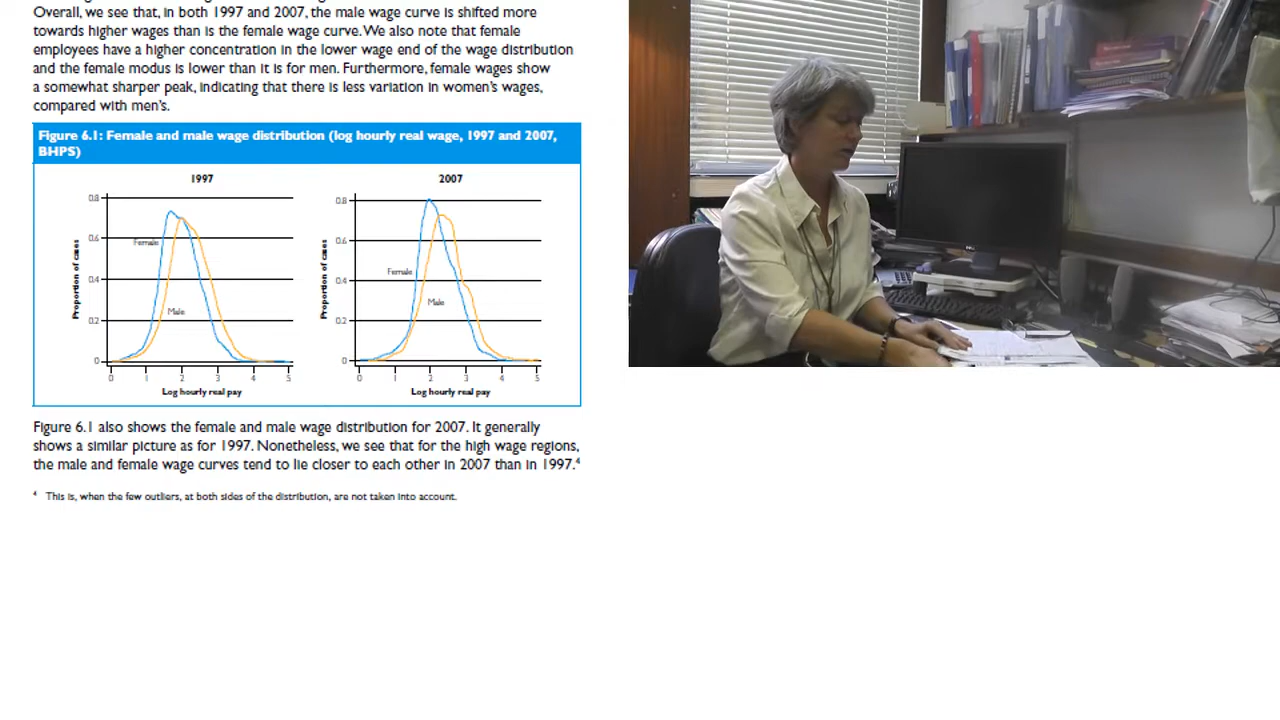 Overall, we see that, in both 1997 and 2007, the male wage curve is shifted more
towards higher wages than is the female wage curve. We also note that female
employees have a higher concentration in the lower wage end of the wage distribution
and the female modus is lower than it is for men. Furthermore, female wages show
a somewhat sharper peak, indicating that there is less variation in women's wages,
compared with men's.
Figure 6.1: Female and male wage distribution (log hourly real wage, 1997 and 2007,
BHPS)
1997
0.8
0.6
0.4
0.2
0
Proportion of cases
Female
Male
0 1 2 3 4 5
Log hourly real pay
2007
0.8
0.6
0.4
0.2
0
Proportion of cases
Female
Male
0 1 2 3 4 5
Log hourly real pay
Figure 6.1 also shows the female and male wage distribution for 2007. It generally
shows a similar picture as for 1997. Nonetheless, we see that for the high wage regions,
the male and female wage curves tend to lie closer to each other in 2007 than in 1997.⁴
⁴ This is, when the few outliers, at both sides of the distribution, are not taken into account.